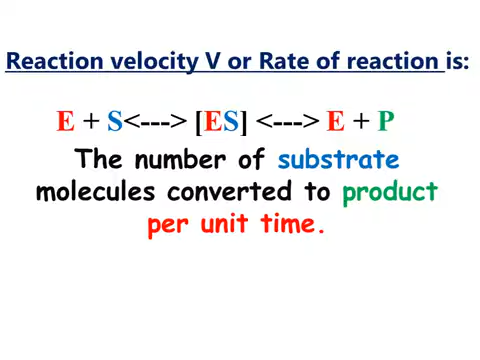 Reaction velocity V or Rate of reaction is:
E + S<---> [ES] <---> E + P
The number of substrate
molecules converted to product
per unit time.